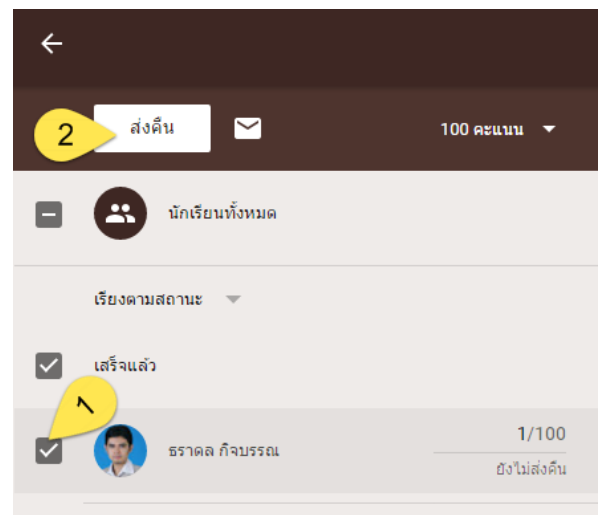 2
ส่งคืน
100 คะแนน
นักเรียนทั้งหมด
เรียงตามสถานะ
เสร็จแล้ว
1
ธราดล กิจบรรณ
1/100
ยังไม่ส่งคืน